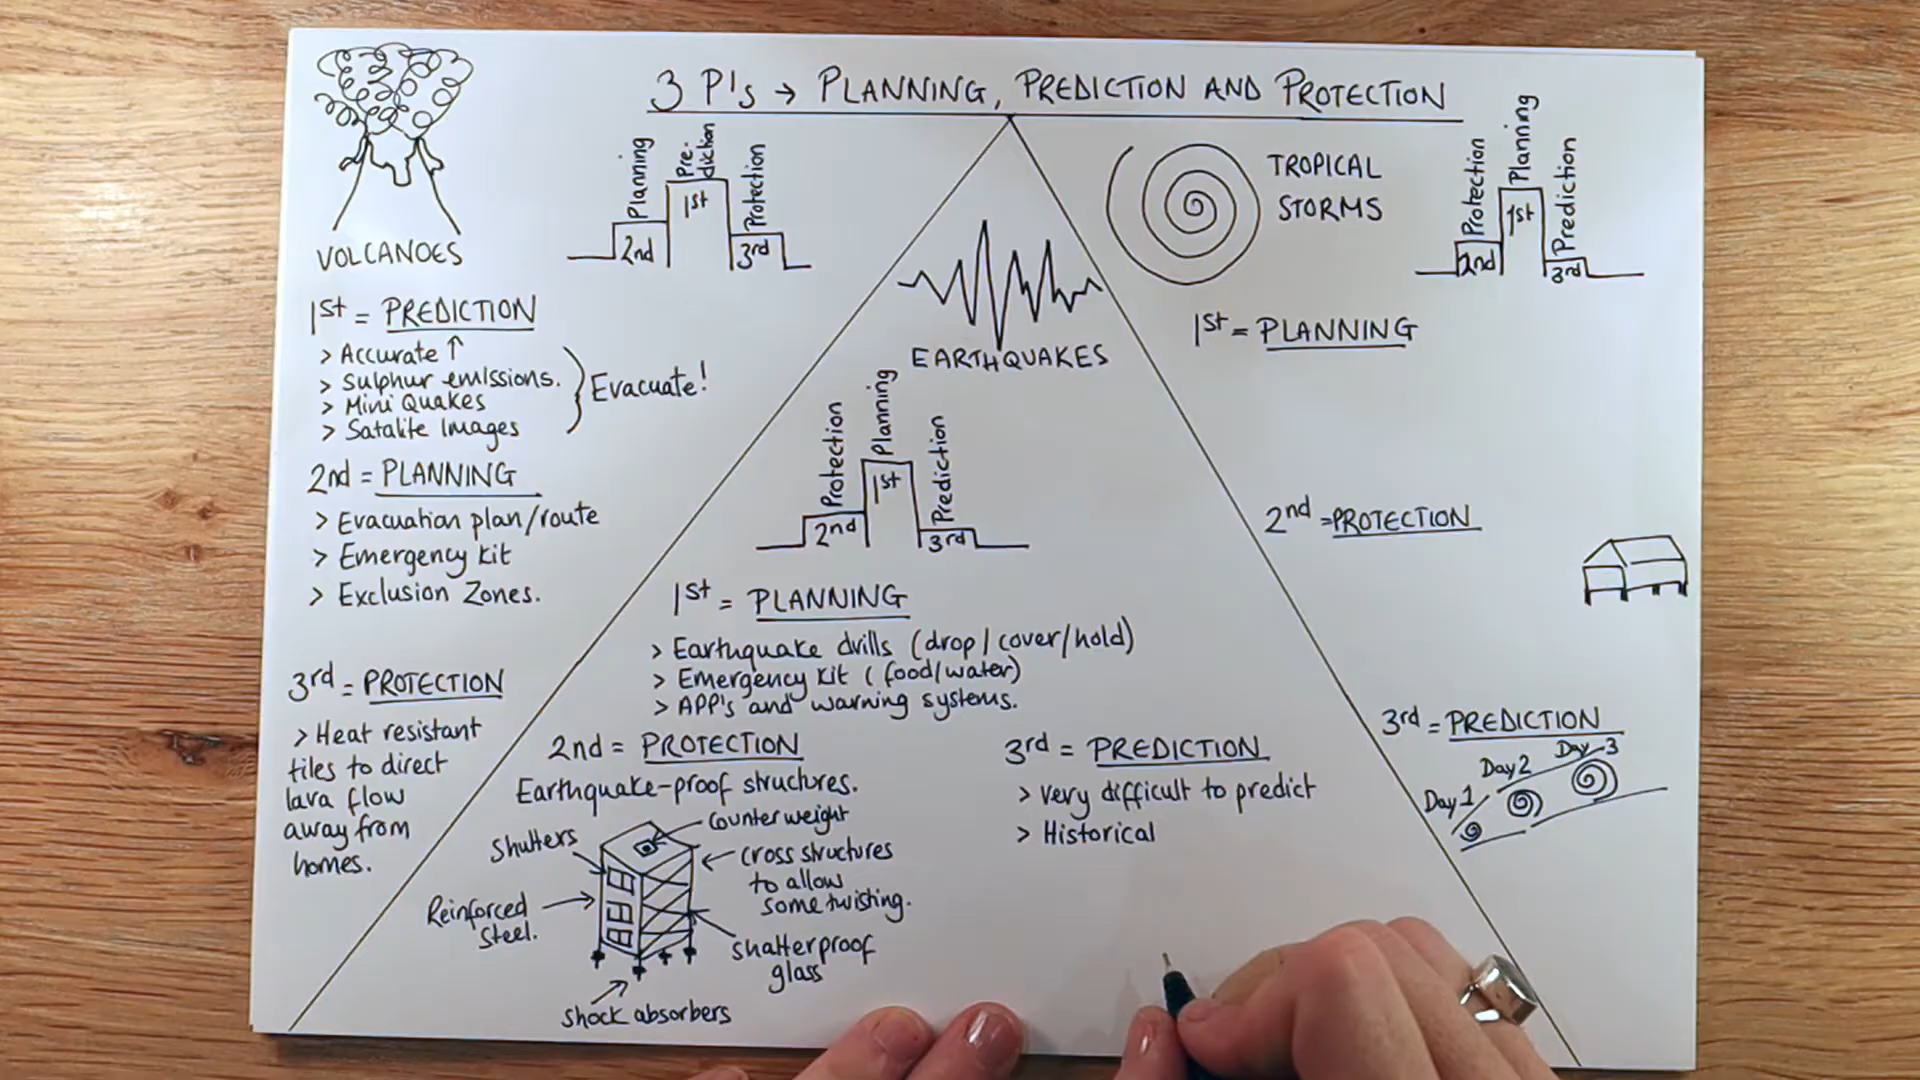 3 P's → PLANNING, PREDICTION AND PROTECTION
VOLCANOES
Planning
Pre-
diction
Protection
2nd
1st
3rd
1st = PREDICTION
> Accurate ↑
> Sulphur emissions.
> Mini Quakes
> Satalite Images
Evacuate!
2nd = PLANNING
> Evacuation plan/route
> Emergency Kit
> Exclusion Zones.
3rd = PROTECTION
> Heat resistant
tiles to direct
lava flow
away from
homes.
EARTHQUAKES
Protection
Planning
Prediction
2nd
1st
3rd
1st = PLANNING
> Earthquake drills (drop/cover/hold)
> Emergency Kit (food/water)
> APP's and warning systems.
2nd = PROTECTION
Earthquake-proof structures.
Counter weight
Shutters
Cross structures
to allow
some twisting.
Reinforced
Steel.
Shatterproof
glass
Shock absorbers
3rd = PREDICTION
> very difficult to predict
> Historical
TROPICAL
STORMS
Protection
Planning
Prediction
2nd
1st
3rd
1st = PLANNING
2nd = PROTECTION
3rd = PREDICTION
Day 1
Day 2
Day 3